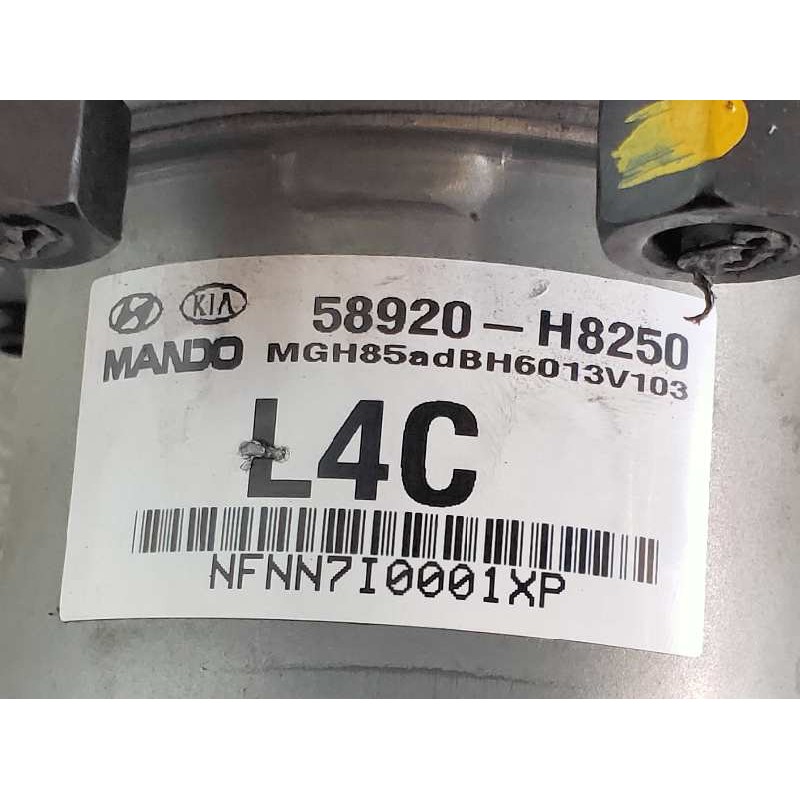 KIA 58920-H8250
MANDO MGH85adBH6013V103
L4C
NFNN7I0001XP